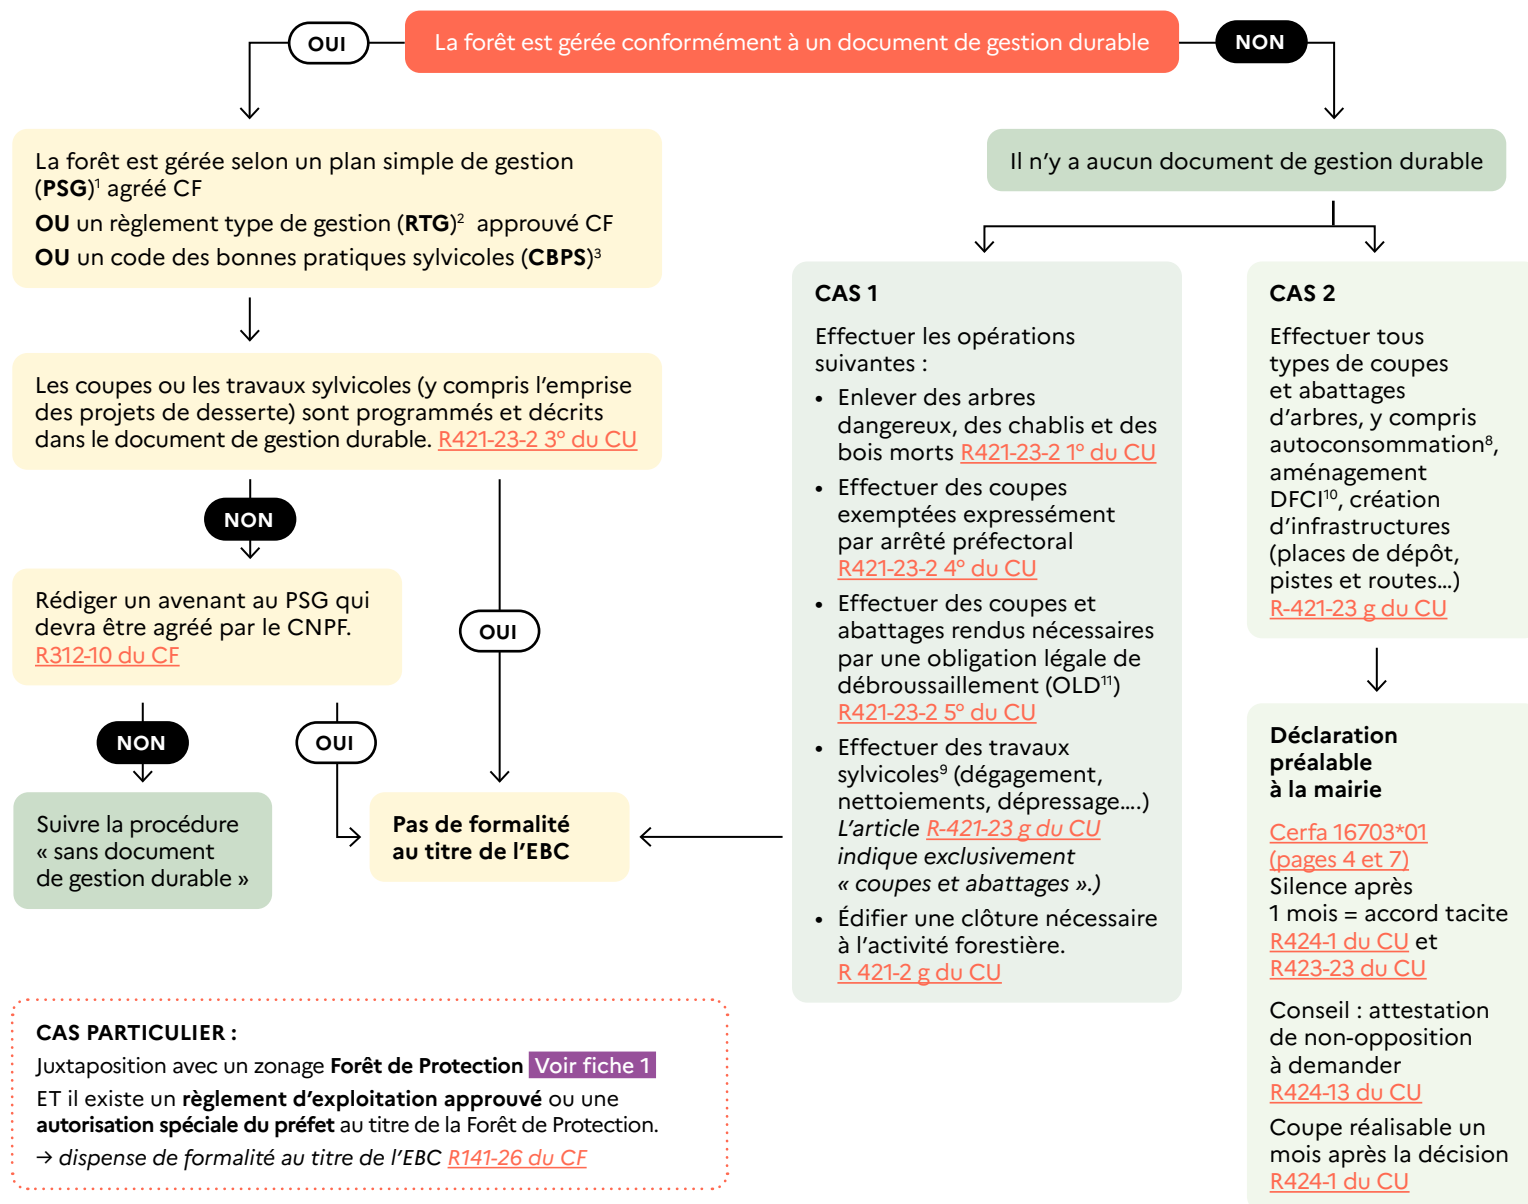 OUI
La forêt est gérée conformément à un document de gestion durable
NON
La forêt est gérée selon un plan simple de gestion
(PSG)¹ agréé CF
OU un règlement type de gestion (RTG)² approuvé CF
OU un code des bonnes pratiques sylvicoles (CBPS)³
Les coupes ou les travaux sylvicoles (y compris l’emprise
des projets de desserte) sont programmés et décrits
dans le document de gestion durable. R421-23-2 3° du CU
NON
OUI
Rédiger un avenant au PSG qui
devra être agréé par le CNPF.
R312-10 du CF
NON
OUI
Suivre la procédure
« sans document
de gestion durable »
Pas de formalité
au titre de l’EBC
Il n’y a aucun document de gestion durable
CAS 1
Effectuer les opérations
suivantes :
• Enlever des arbres
dangereux, des chablis et des
bois morts R421-23-2 1° du CU
• Effectuer des coupes
exemptées expressément
par arrêté préfectoral
R421-23-2 4° du CU
• Effectuer des coupes et
abattages rendus nécessaires
par une obligation légale de
débroussaillement (OLD¹¹)
R421-23-2 5° du CU
• Effectuer des travaux
sylvicoles⁹ (dégagement,
nettoiements, dépressage….)
L’article R-421-23 g du CU
indique exclusivement
« coupes et abattages ».)
• Édifier une clôture nécessaire
à l’activité forestière.
R 421-2 g du CU
CAS 2
Effectuer tous
types de coupes
et abattages
d’arbres, y compris
autoconsommation⁸,
aménagement
DFCI¹⁰, création
d’infrastructures
(places de dépôt,
pistes et routes…)
R-421-23 g du CU
Déclaration
préalable
à la mairie
Cerfa 16703*01
(pages 4 et 7)
Silence après
1 mois = accord tacite
R424-1 du CU et
R423-23 du CU
Conseil : attestation
de non-opposition
à demander
R424-13 du CU
Coupe réalisable un
mois après la décision
R424-1 du CU
CAS PARTICULIER :
Juxtaposition avec un zonage Forêt de Protection Voir fiche 1
ET il existe un règlement d’exploitation approuvé ou une
autorisation spéciale du préfet au titre de la Forêt de Protection.
→ dispense de formalité au titre de l’EBC R141-26 du CF